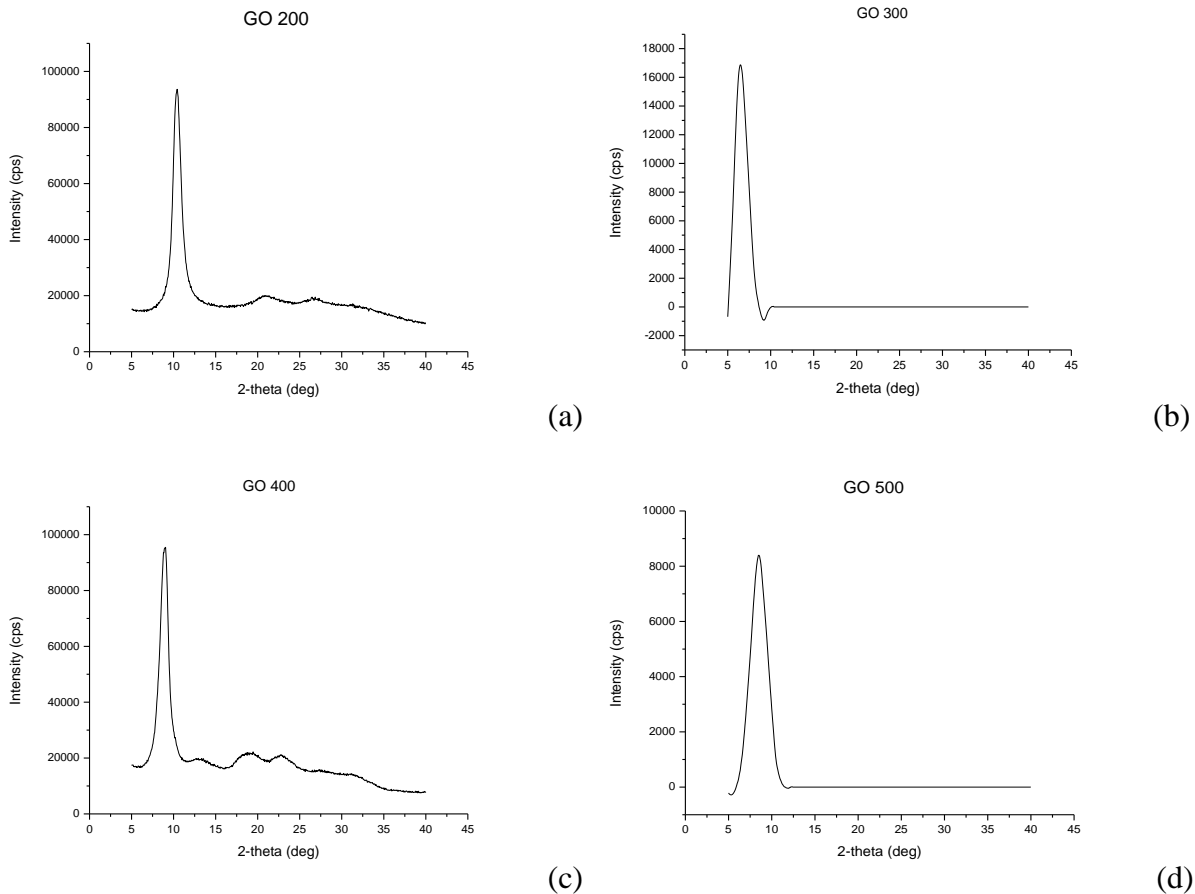 GO 200
100000
80000
60000
40000
20000
0
Intensity (cps)
0 5 10 15 20 25 30 35 40 45
2-theta (deg)
(a)
GO 300
18000
16000
14000
12000
10000
8000
6000
4000
2000
0
-2000
Intensity (cps)
0 5 10 15 20 25 30 35 40 45
2-theta (deg)
(b)
GO 400
100000
80000
60000
40000
20000
0
Intensity (cps)
0 5 10 15 20 25 30 35 40 45
2-theta (deg)
(c)
GO 500
10000
8000
6000
4000
2000
0
Intensity (cps)
0 5 10 15 20 25 30 35 40 45
2-theta (deg)
(d)